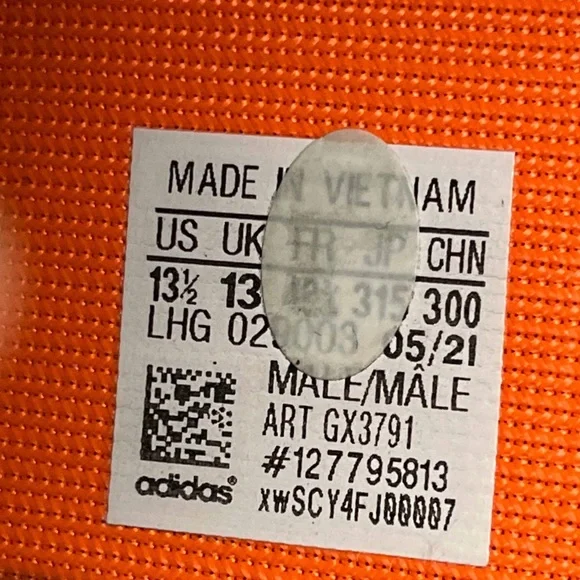 MADE IN VIETNAM
US UK FR JP CHN
13½ 13 315 300
LHG 029003 05/21
MALE/MÂLE
ART GX3791
#127795813
adidas®
xwSCY4FJ00007